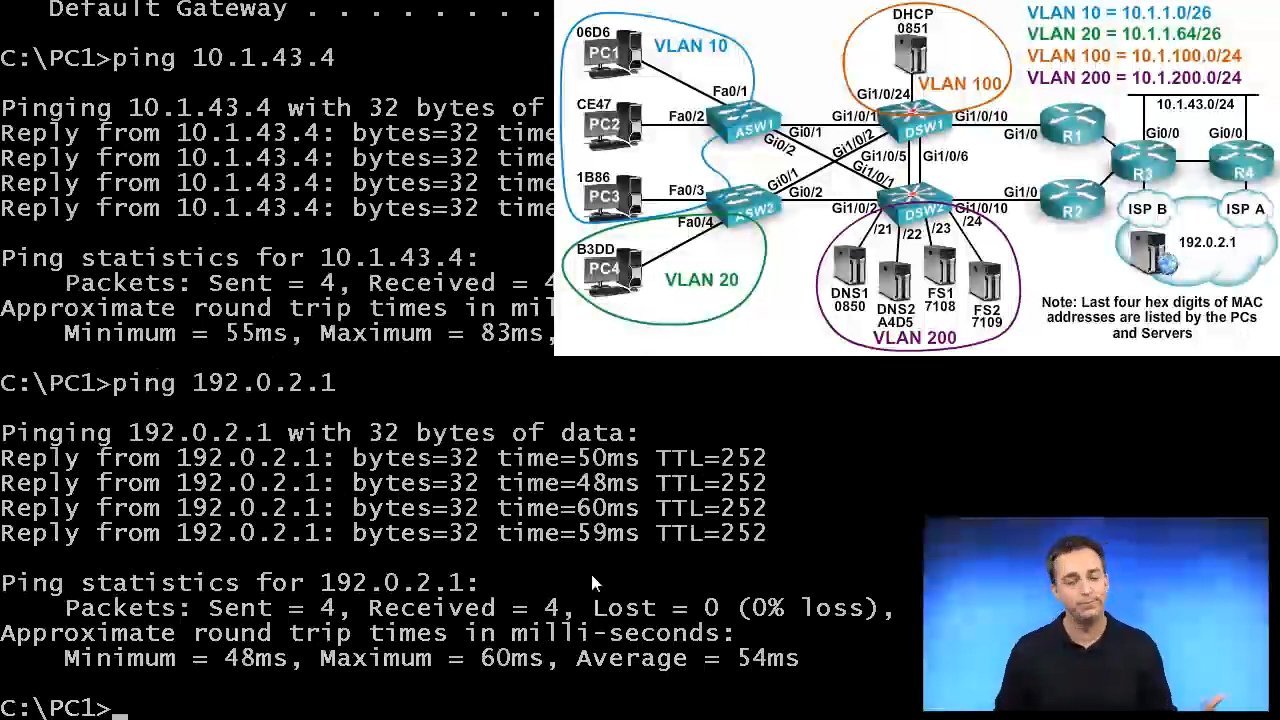 Default Gateway . . . . . . . . .
C:\PC1>ping 10.1.43.4
Pinging 10.1.43.4 with 32 bytes of
Reply from 10.1.43.4: bytes=32 time=
Reply from 10.1.43.4: bytes=32 time=
Reply from 10.1.43.4: bytes=32 time=
Reply from 10.1.43.4: bytes=32 time=
Ping statistics for 10.1.43.4:
Packets: Sent = 4, Received = 4
Approximate round trip times in mil
Minimum = 55ms, Maximum = 83ms,
C:\PC1>ping 192.0.2.1
Pinging 192.0.2.1 with 32 bytes of data:
Reply from 192.0.2.1: bytes=32 time=50ms TTL=252
Reply from 192.0.2.1: bytes=32 time=48ms TTL=252
Reply from 192.0.2.1: bytes=32 time=60ms TTL=252
Reply from 192.0.2.1: bytes=32 time=59ms TTL=252
Ping statistics for 192.0.2.1:
Packets: Sent = 4, Received = 4, Lost = 0 (0% loss),
Approximate round trip times in milli-seconds:
Minimum = 48ms, Maximum = 60ms, Average = 54ms
C:\PC1>
06D6
PC1
VLAN 10
Fa0/1
CE47
PC2
Fa0/2
ASW1
Gi0/1
Gi0/2
1B86
PC3
Fa0/3
ASW2
Gi0/1
Gi0/2
Fa0/4
B3DD
PC4
VLAN 20
DHCP
0851
VLAN 100
Gi1/0/24
Gi1/0/1
DSW1
Gi1/0/10
Gi1/0/2
Gi1/0/5
Gi1/0/6
Gi1/0/1
Gi1/0/2
DSW2
Gi1/0/10
/21
/22
/23
/24
DNS1
0850
DNS2
A4D5
FS1
7108
FS2
7109
VLAN 200
VLAN 10 = 10.1.1.0/26
VLAN 20 = 10.1.1.64/26
VLAN 100 = 10.1.100.0/24
VLAN 200 = 10.1.200.0/24
10.1.43.0/24
Gi1/0
R1
Gi0/0
Gi0/0
R3
R4
Gi1/0
R2
ISP B
ISP A
192.0.2.1
Note: Last four hex digits of MAC
addresses are listed by the PCs
and Servers